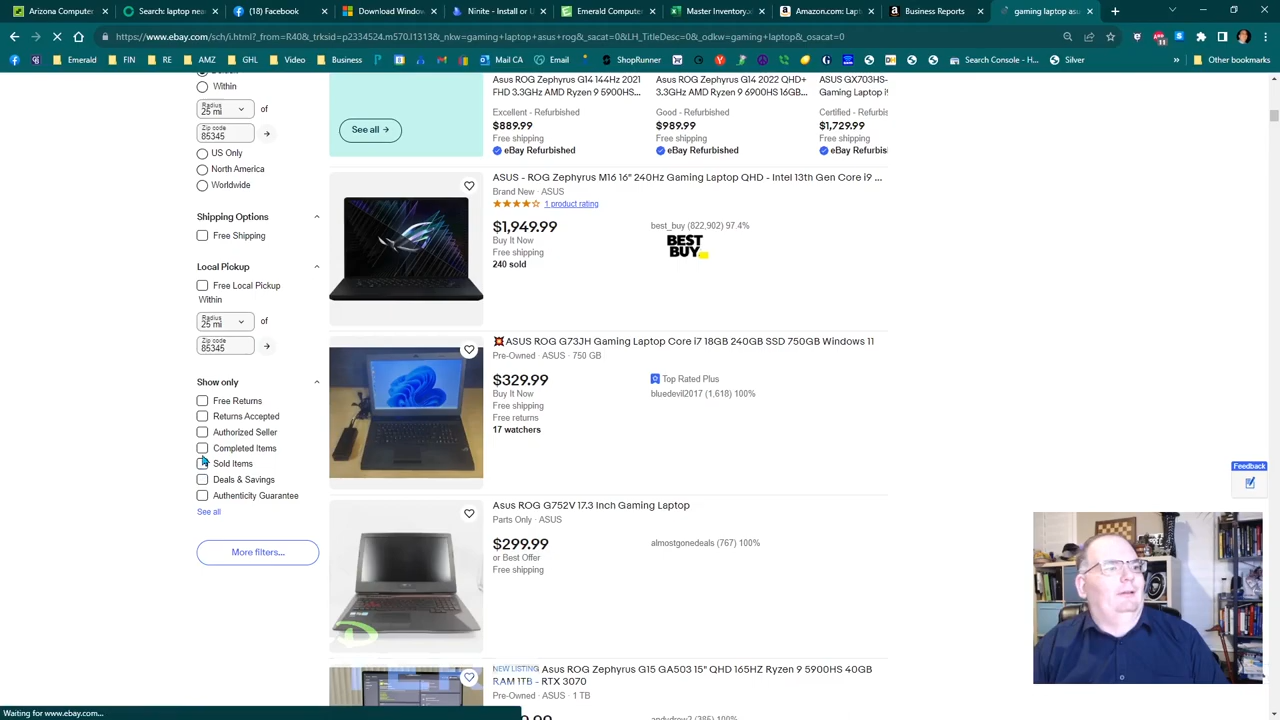 Arizona Comput
Search: laptop ne
(18) Facebook
Download Windo
Nirite - Install or U
Emerald Compute
Master Inventory.x
Amazon.com: Lap
Business Reports
gaming laptop asu
https://www.ebay.com/sch/i.html?_from=R40&_trksid=p2334524.m570.l1313&_nkw=gaming+laptop+asus+rog&_sacat=0&LH_TitleDesc=0&_odkw=gaming+laptop&_osacat=0
Emerald FIN RE AMZ GHL Video Business Mail CA Email ShopRunner Search Console - H Silver » Other bookmarks
Within
Radius
25 mi of
Zip code
85345
US Only
North America
Worldwide
Shipping Options
Free Shipping
Local Pickup
Free Local Pickup
Within
Radius
25 mi of
Zip code
85345
Show only
Free Returns
Returns Accepted
Authorized Seller
Completed Items
Sold Items
Deals & Savings
Authenticity Guarantee
See all
More filters...
See all →
Asus ROG Zephyrus G14 144Hz 2021
FHD 3.3GHz AMD Ryzen 9 5900HS...
Excellent - Refurbished
$889.99
Free shipping
eBay Refurbished
Asus ROG Zephyrus G14 2022 QHD+
3.3GHz AMD Ryzen 9 6900HS 16GB...
Good - Refurbished
$989.99
Free shipping
eBay Refurbished
ASUS GX703HS-
Gaming Laptop i
Certified - Refurbis
$1,729.99
Free shipping
eBay Refurbis
ASUS - ROG Zephyrus M16 16" 240Hz Gaming Laptop QHD - Intel 13th Gen Core i9 ...
Brand New · ASUS
1 product rating
$1,949.99
Buy It Now
Free shipping
240 sold
best_buy (822,902) 97.4%
BEST
BUY
ASUS ROG G73JH Gaming Laptop Core i7 18GB 240GB SSD 750GB Windows 11
Pre-Owned · ASUS · 750 GB
$329.99
Buy It Now
Free shipping
Free returns
17 watchers
Top Rated Plus
bluedevil2017 (1,618) 100%
Asus ROG G752V 17.3 Inch Gaming Laptop
Parts Only · ASUS
$299.99
or Best Offer
Free shipping
almostgonedeals (767) 100%
NEW LISTING Asus ROG Zephyrus G15 GA503 15" QHD 165HZ Ryzen 9 5900HS 40GB
RAM 1TB - RTX 3070
Pre-Owned · ASUS · 1 TB
Feedback
Waiting for www.ebay.com...